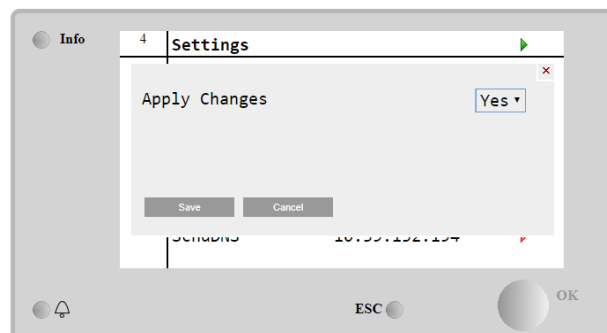 Info
4 Settings
Apply Changes Yes
Save Cancel
ESC
OK